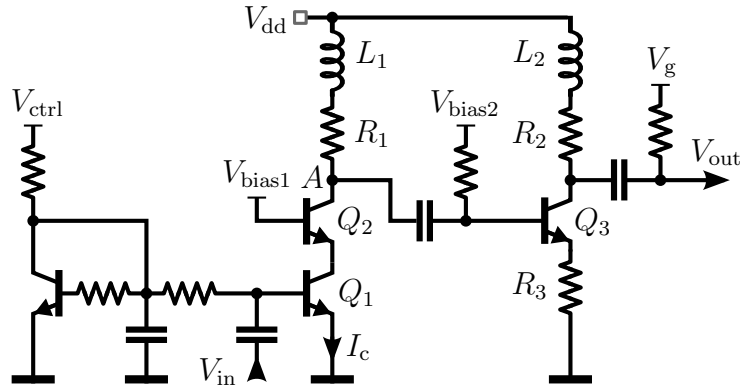 V_dd
L_1
L_2
V_g
V_ctrl
R_1
V_bias2
R_2
V_out
V_bias1
A
Q_2
Q_3
Q_1
R_3
V_in
I_c